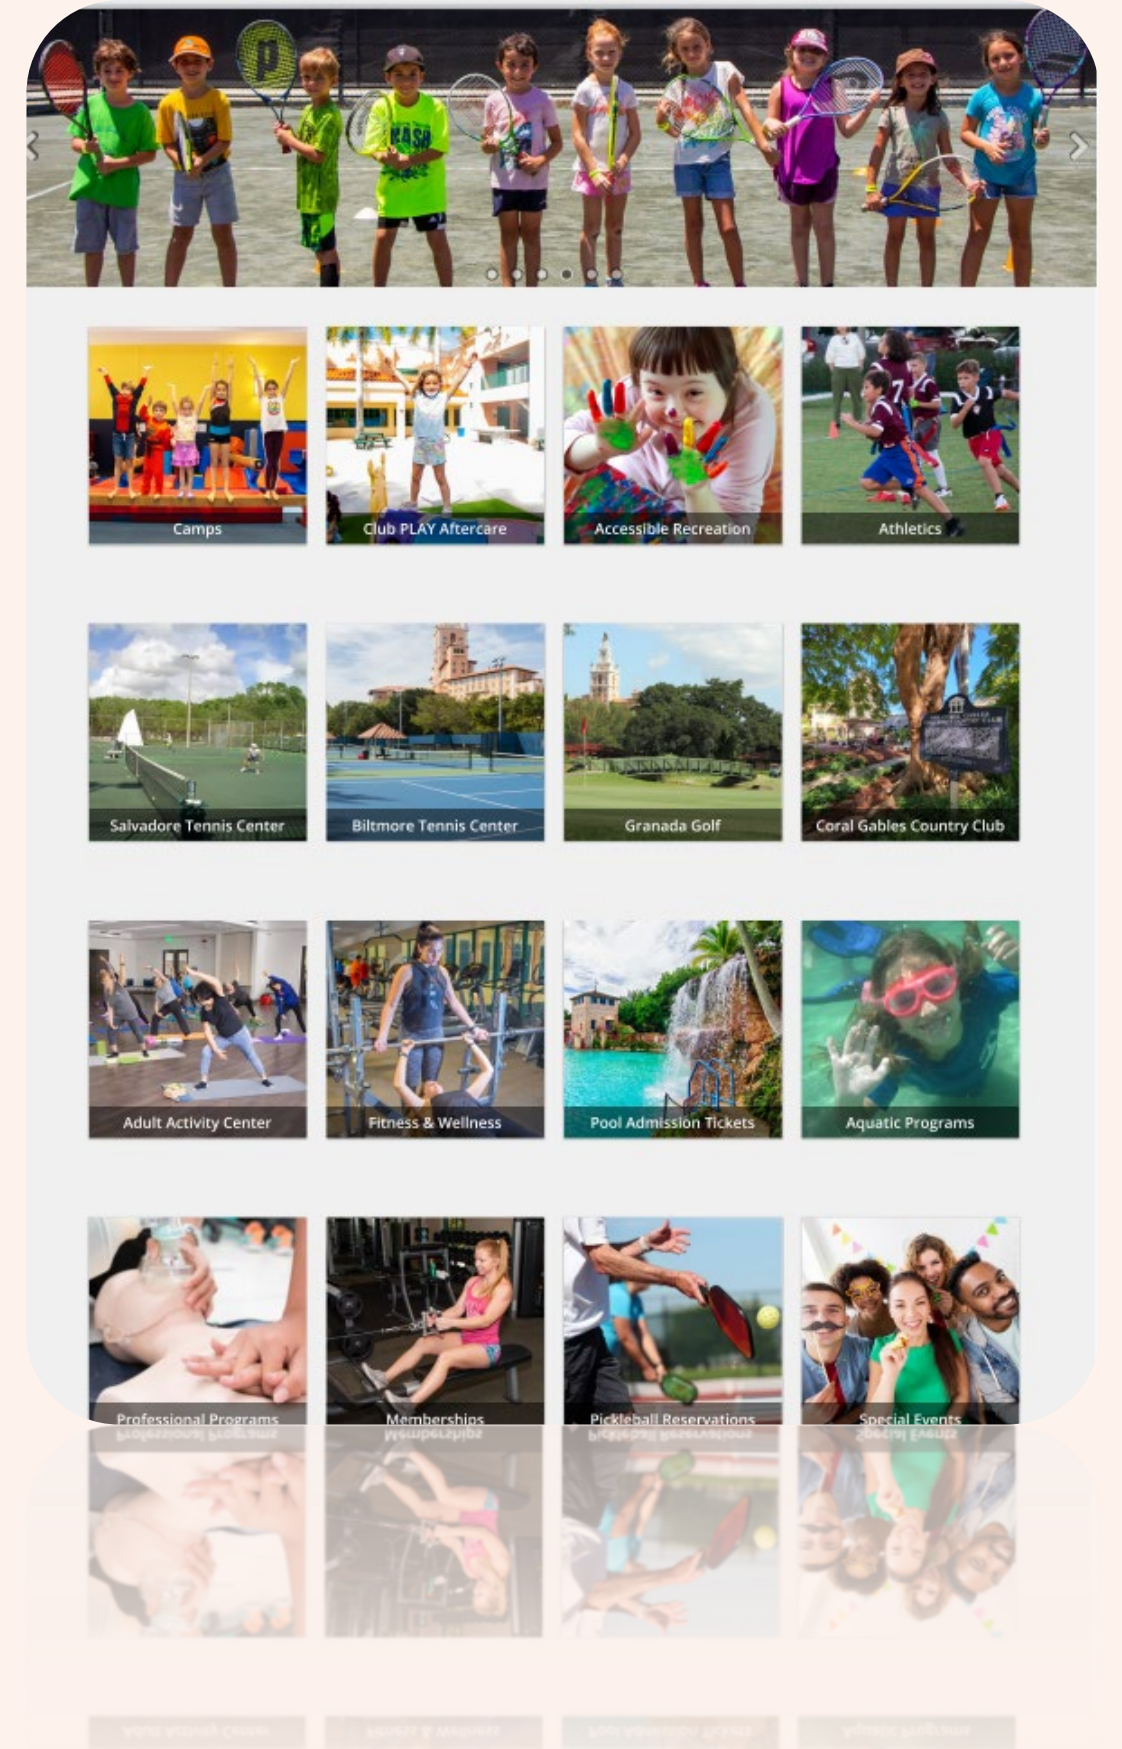 Camps
Club PLAY Aftercare
Accessible Recreation
Athletics
Salvadore Tennis Center
Biltmore Tennis Center
Granada Golf
Coral Gables Country Club
Adult Activity Center
Fitness & Wellness
Pool Admission Tickets
Aquatic Programs
Professional Programs
Memberships
Pickleball Reservations
Special Events